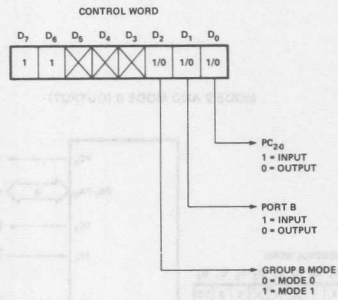 CONTROL WORD
D7 D6 D5 D4 D3 D2 D1 D0
1 1 1/0 1/0 1/0
PC2-0
1 = INPUT
0 = OUTPUT
PORT B
1 = INPUT
0 = OUTPUT
GROUP B MODE
0 = MODE 0
1 = MODE 1